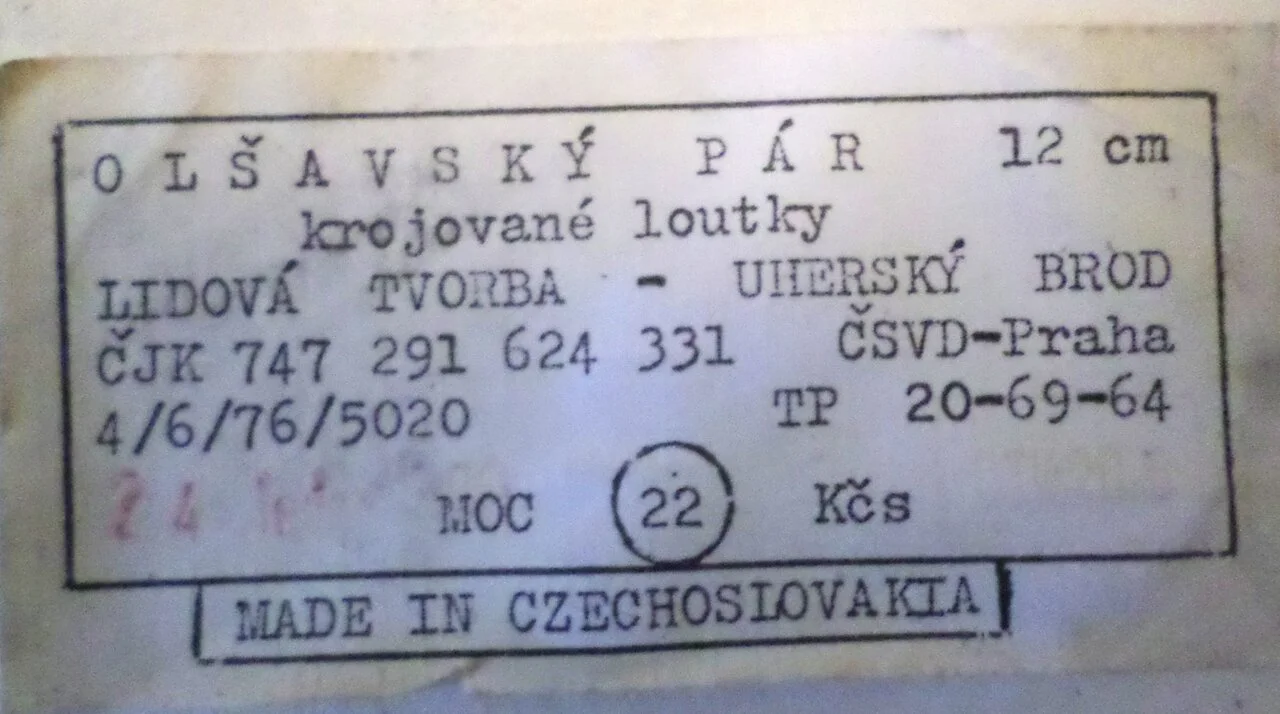 OLŠAVSKÝ PÁR 12 cm
krojované loutky
LIDOVÁ TVORBA - UHERSKÝ BROD
ČJK 747 291 624 331 ČSVD-Praha
4/6/76/5020 TP 20-69-64
MOC 22 Kčs
MADE IN CZECHOSLOVAKIA